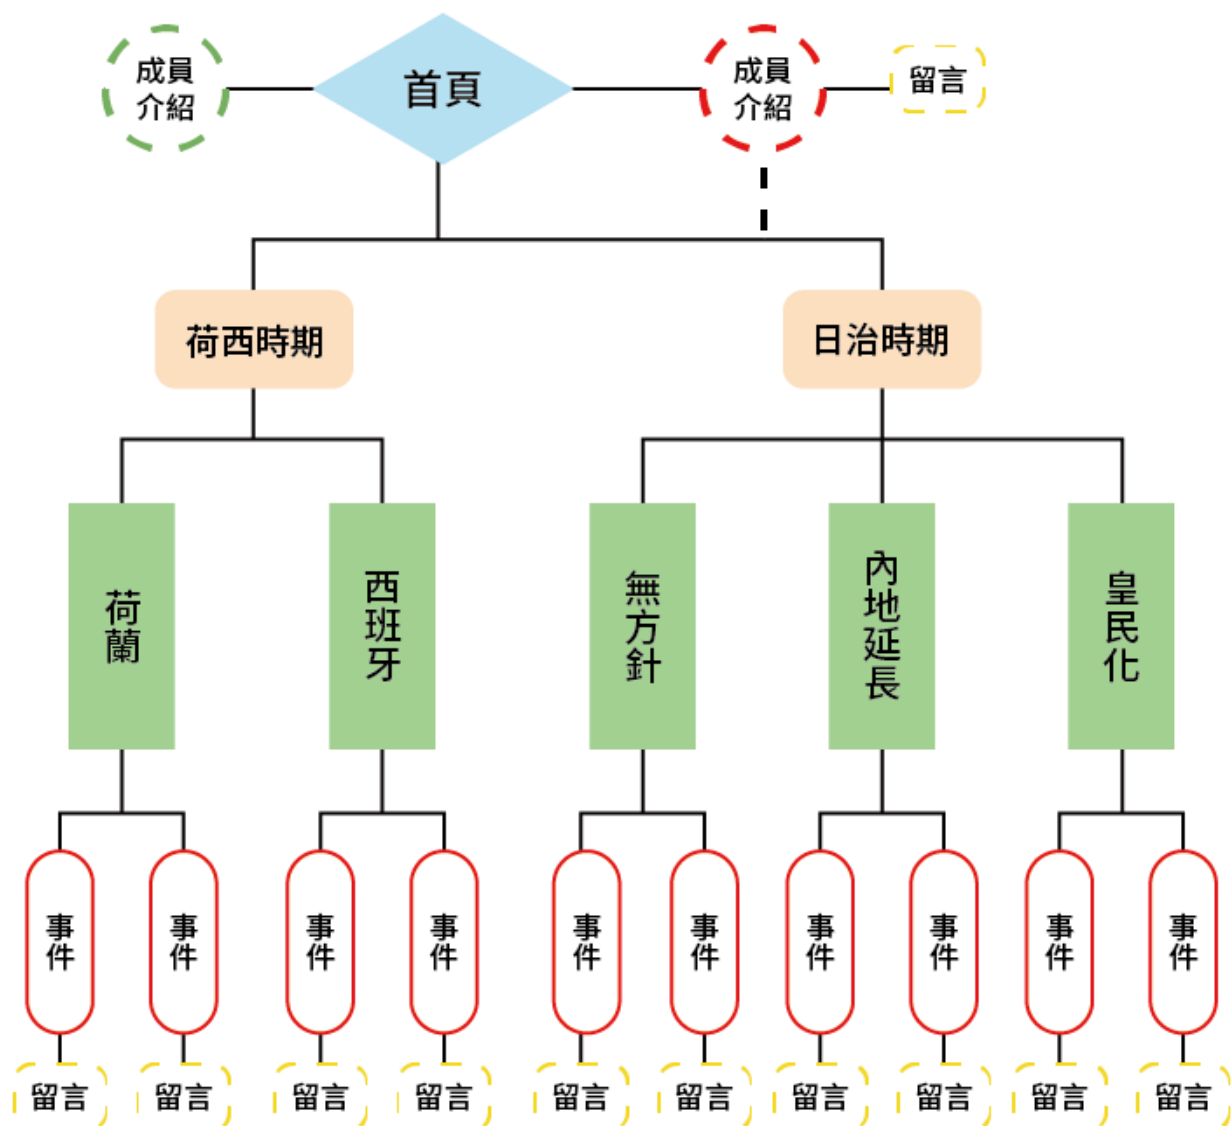 成員
介紹
首頁
成員
介紹
留言
荷西時期
日治時期
荷蘭
西班牙
無方針
內地延長
皇民化
事件
事件
事件
事件
事件
事件
事件
事件
事件
事件
留言
留言
留言
留言
留言
留言
留言
留言
留言
留言